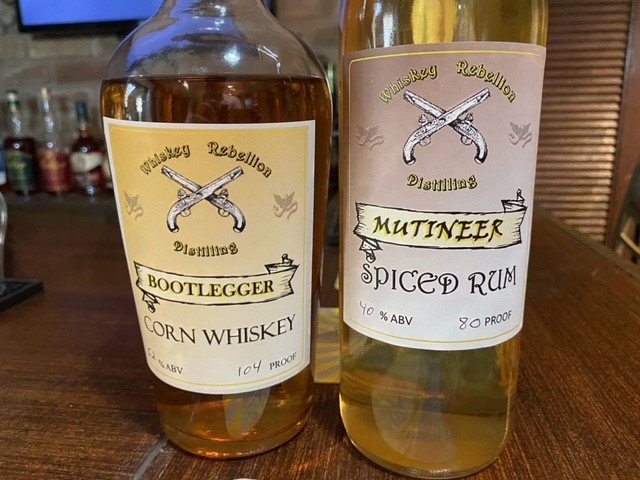 Whiskey Rebellion
Distilling
BOOTLEGGER
CORN WHISKEY
52 % ABV 104 PROOF
Whiskey Rebellion
Distilling
MUTINEER
SPICED RUM
40 % ABV 80 PROOF